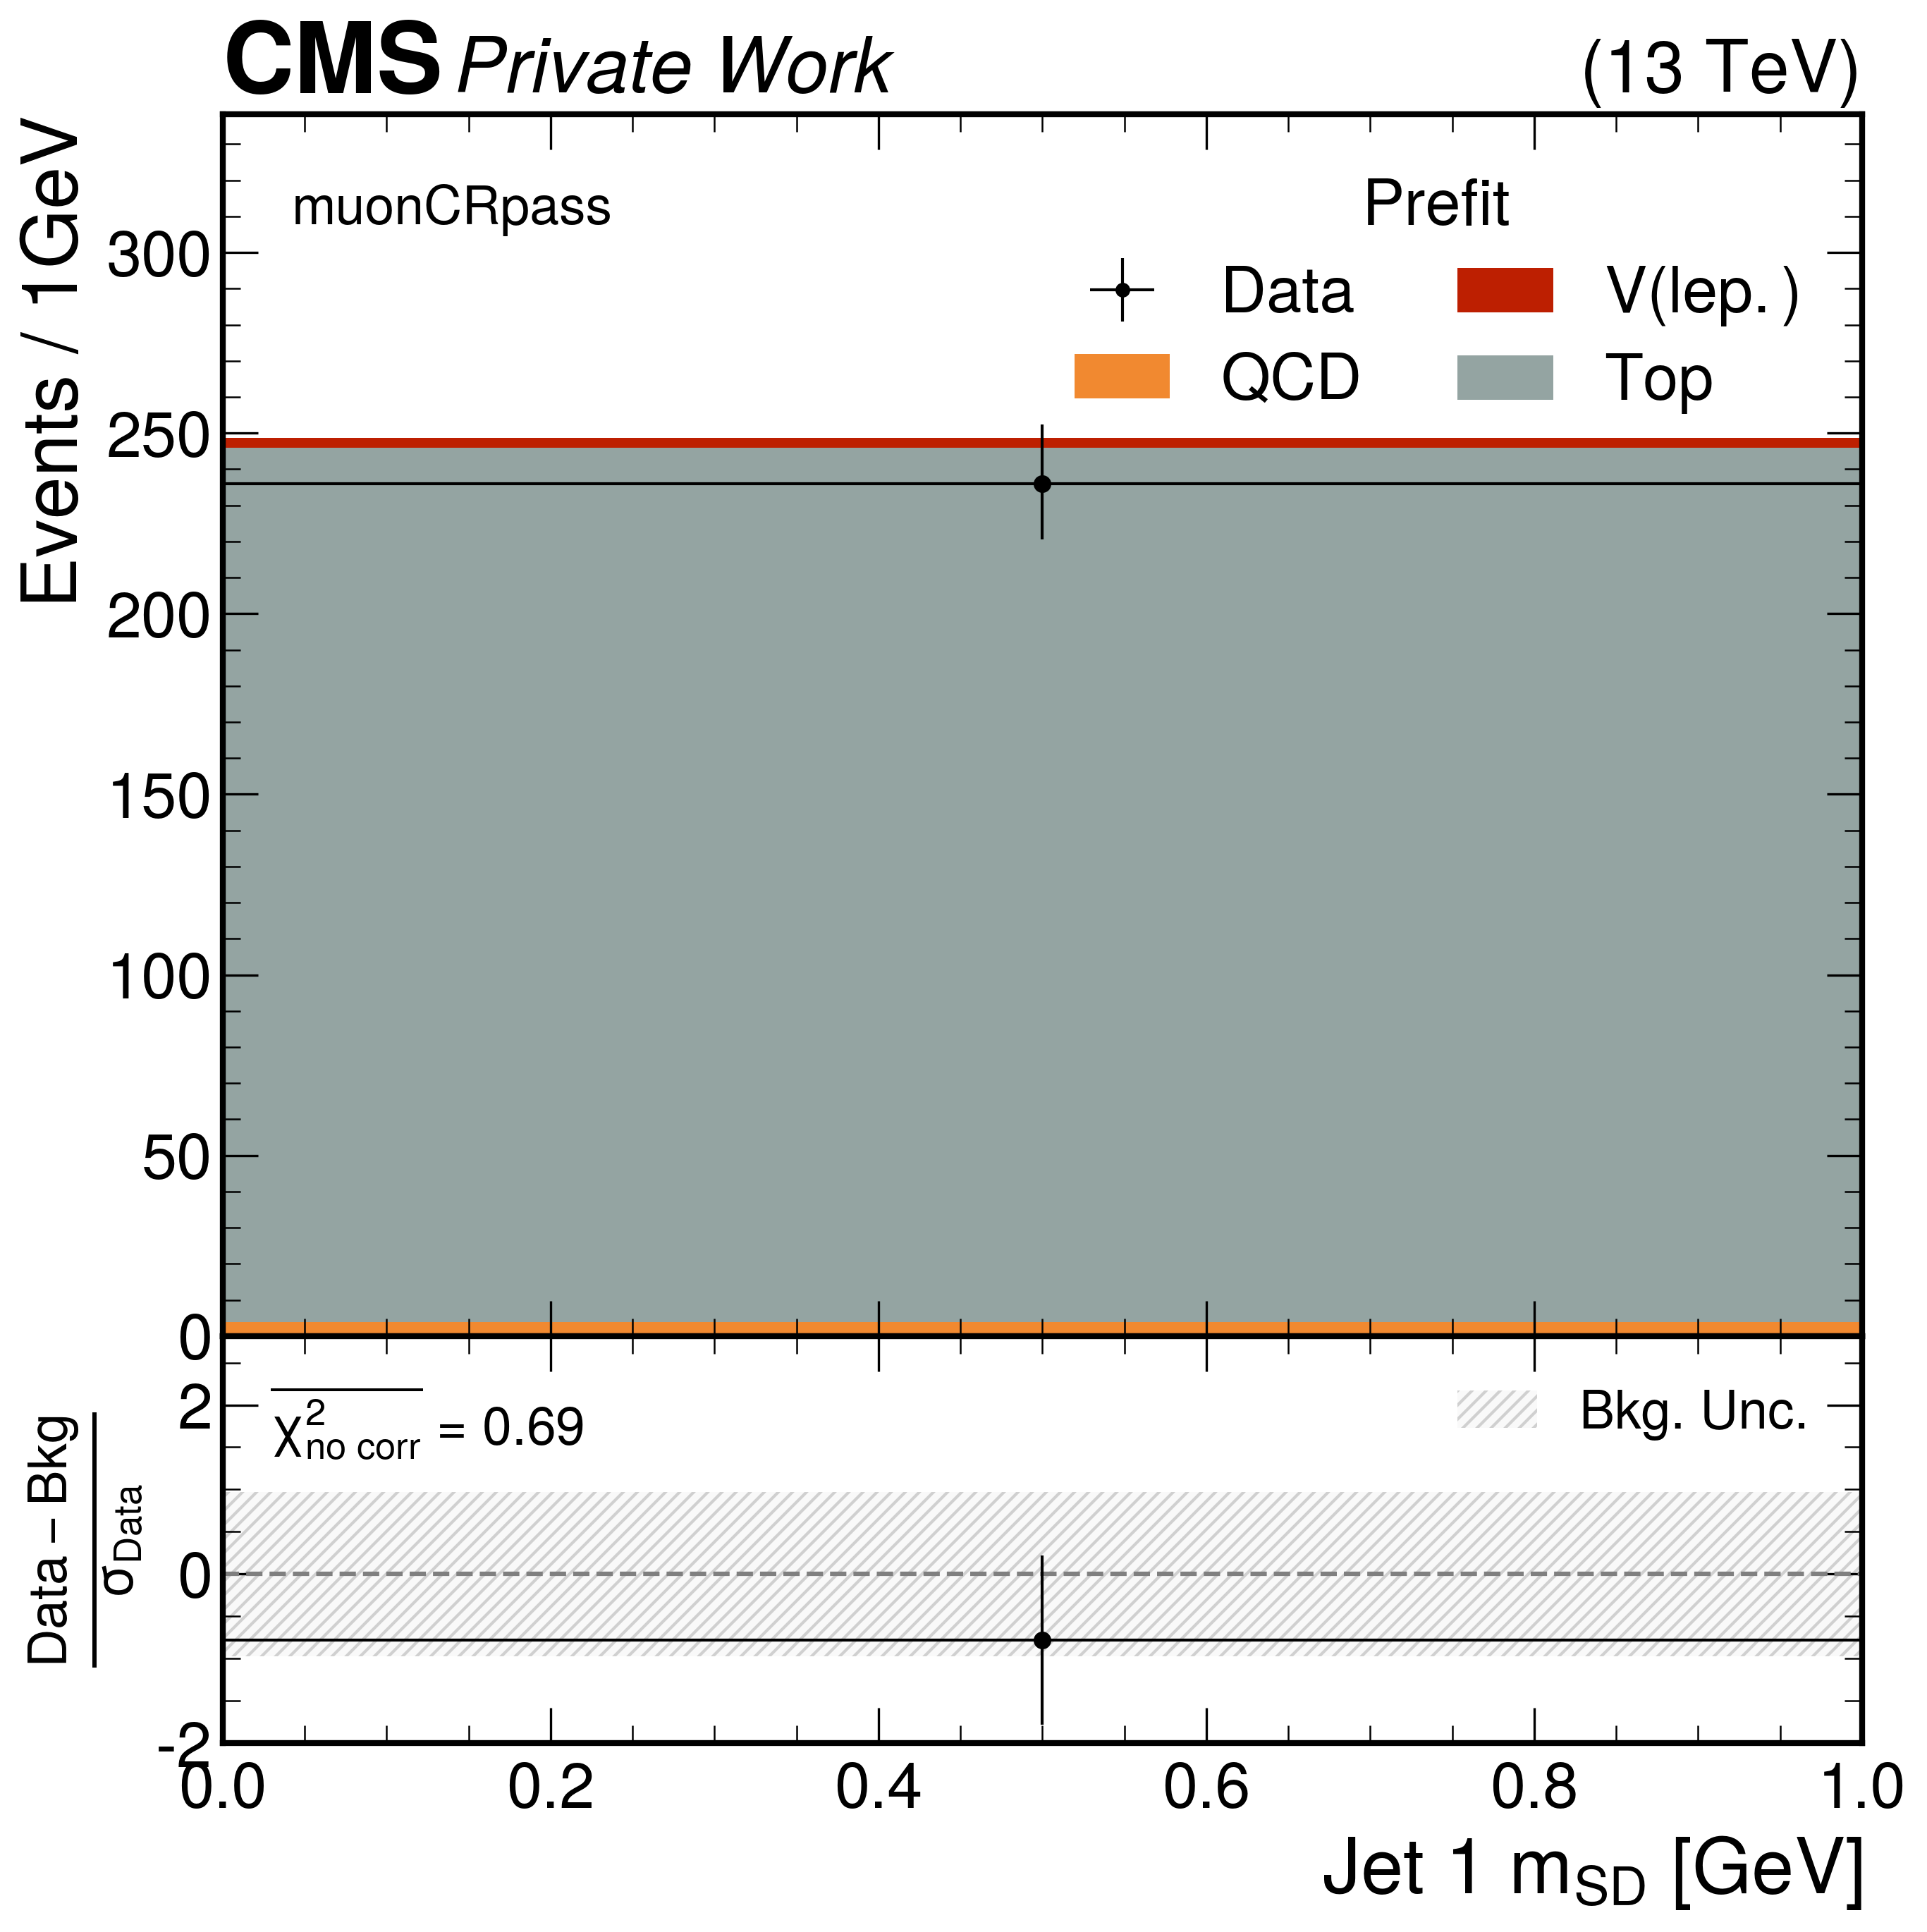 CMS Private Work (13 TeV)
Events / 1 GeV
muonCRpass
Prefit
Data
V(lep.)
QCD
Top
300
250
200
150
100
50
0
Data − Bkg
σData
2
0
-2
χ²no corr = 0.69
Bkg. Unc.
0.0 0.2 0.4 0.6 0.8 1.0
Jet 1 mSD [GeV]